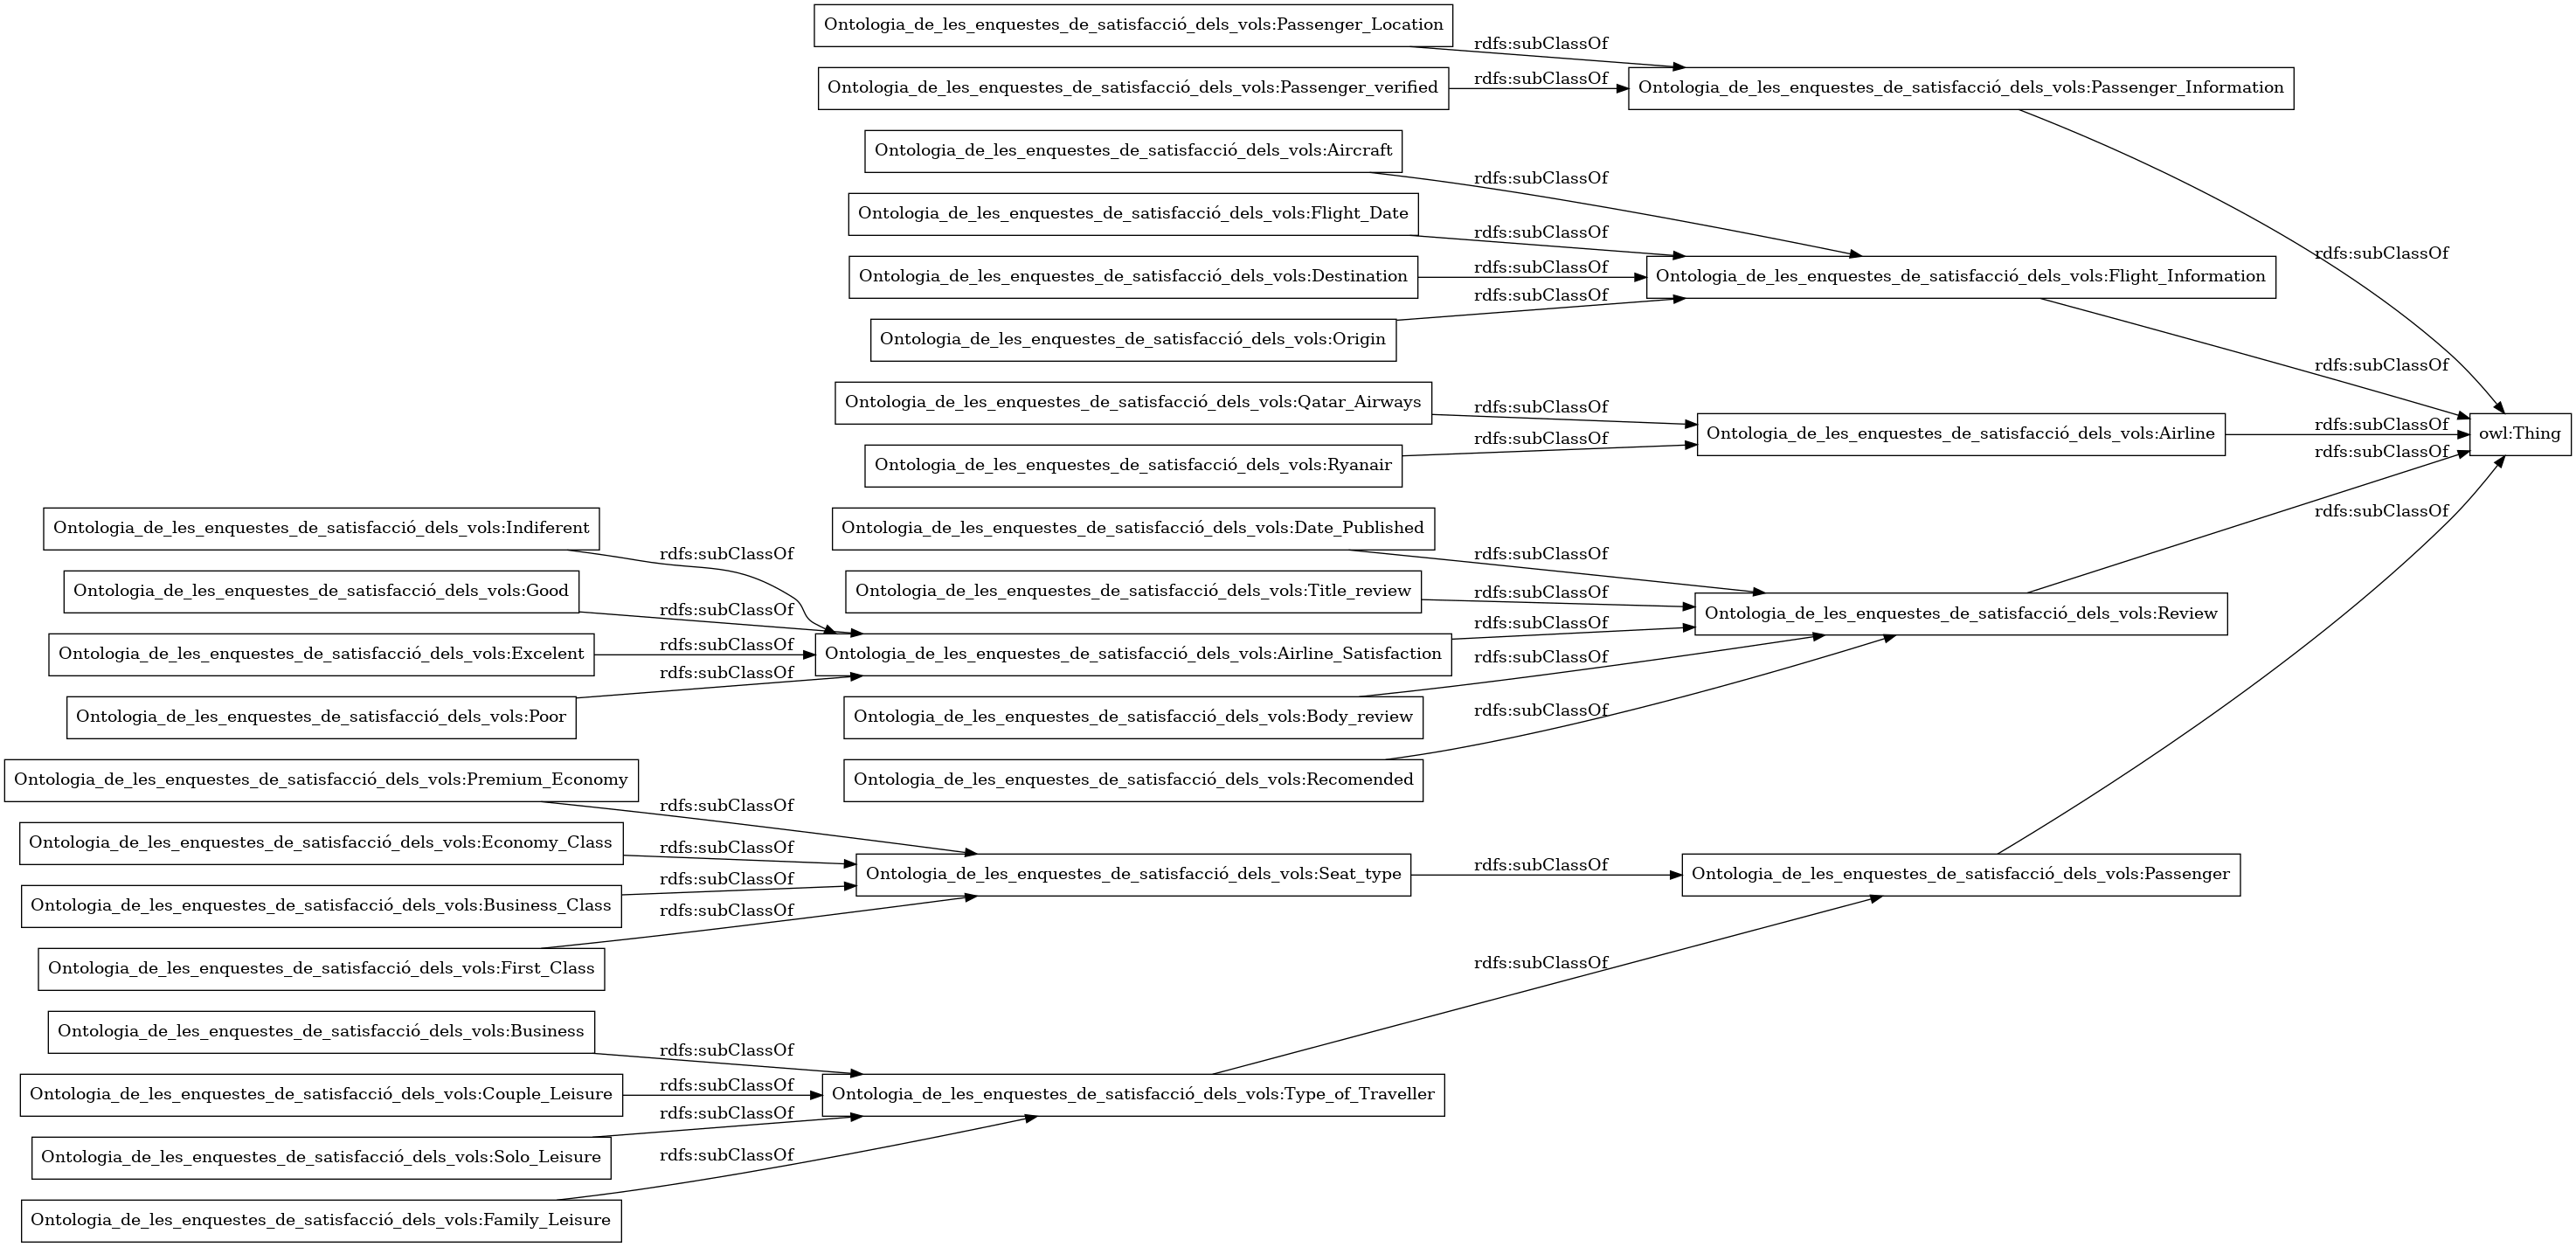 Ontologia_de_les_enquestes_de_satisfacció_dels_vols:Passenger_Location
rdfs:subClassOf
Ontologia_de_les_enquestes_de_satisfacció_dels_vols:Passenger_verified
rdfs:subClassOf
Ontologia_de_les_enquestes_de_satisfacció_dels_vols:Passenger_Information
Ontologia_de_les_enquestes_de_satisfacció_dels_vols:Aircraft
rdfs:subClassOf
Ontologia_de_les_enquestes_de_satisfacció_dels_vols:Flight_Date
rdfs:subClassOf
rdfs:subClassOf
Ontologia_de_les_enquestes_de_satisfacció_dels_vols:Destination
rdfs:subClassOf
Ontologia_de_les_enquestes_de_satisfacció_dels_vols:Flight_Information
rdfs:subClassOf
Ontologia_de_les_enquestes_de_satisfacció_dels_vols:Origin
rdfs:subClassOf
Ontologia_de_les_enquestes_de_satisfacció_dels_vols:Qatar_Airways
rdfs:subClassOf
rdfs:subClassOf
Ontologia_de_les_enquestes_de_satisfacció_dels_vols:Airline
rdfs:subClassOf
owl:Thing
Ontologia_de_les_enquestes_de_satisfacció_dels_vols:Ryanair
rdfs:subClassOf
rdfs:subClassOf
Ontologia_de_les_enquestes_de_satisfacció_dels_vols:Indiferent
rdfs:subClassOf
Ontologia_de_les_enquestes_de_satisfacció_dels_vols:Date_Published
rdfs:subClassOf
Ontologia_de_les_enquestes_de_satisfacció_dels_vols:Good
rdfs:subClassOf
Ontologia_de_les_enquestes_de_satisfacció_dels_vols:Title_review
rdfs:subClassOf
Ontologia_de_les_enquestes_de_satisfacció_dels_vols:Review
rdfs:subClassOf
Ontologia_de_les_enquestes_de_satisfacció_dels_vols:Excelent
rdfs:subClassOf
Ontologia_de_les_enquestes_de_satisfacció_dels_vols:Airline_Satisfaction
rdfs:subClassOf
rdfs:subClassOf
Ontologia_de_les_enquestes_de_satisfacció_dels_vols:Poor
Ontologia_de_les_enquestes_de_satisfacció_dels_vols:Body_review
rdfs:subClassOf
Ontologia_de_les_enquestes_de_satisfacció_dels_vols:Premium_Economy
rdfs:subClassOf
Ontologia_de_les_enquestes_de_satisfacció_dels_vols:Recomended
Ontologia_de_les_enquestes_de_satisfacció_dels_vols:Economy_Class
rdfs:subClassOf
rdfs:subClassOf
Ontologia_de_les_enquestes_de_satisfacció_dels_vols:Seat_type
rdfs:subClassOf
Ontologia_de_les_enquestes_de_satisfacció_dels_vols:Passenger
Ontologia_de_les_enquestes_de_satisfacció_dels_vols:Business_Class
rdfs:subClassOf
Ontologia_de_les_enquestes_de_satisfacció_dels_vols:First_Class
rdfs:subClassOf
Ontologia_de_les_enquestes_de_satisfacció_dels_vols:Business
rdfs:subClassOf
Ontologia_de_les_enquestes_de_satisfacció_dels_vols:Couple_Leisure
rdfs:subClassOf
Ontologia_de_les_enquestes_de_satisfacció_dels_vols:Type_of_Traveller
rdfs:subClassOf
Ontologia_de_les_enquestes_de_satisfacció_dels_vols:Solo_Leisure
rdfs:subClassOf
Ontologia_de_les_enquestes_de_satisfacció_dels_vols:Family_Leisure